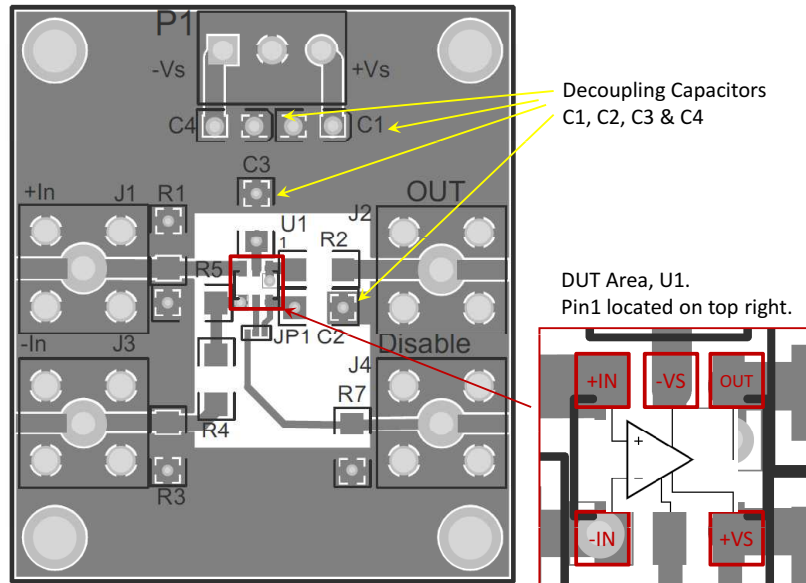 P1
-Vs
+Vs
C4
C1
Decoupling Capacitors
C1, C2, C3 & C4
C3
+In
J1
R1
OUT
J2
U1
1
R2
R5
DUT Area, U1.
Pin1 located on top right.
-In
J3
JP1
C2
Disable
J4
R7
R4
R3
+IN
-VS
OUT
+
−
-IN
+VS